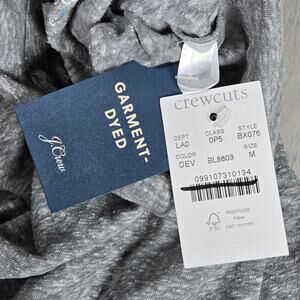 GARMENT-
DYED
J.Crew
crewcuts
DEPT CLASS STYLE
LA0 0P5 BX076
COLOR SIZE
DEV BL8803 M
099107310134
FSC
RECYCLED
Paper